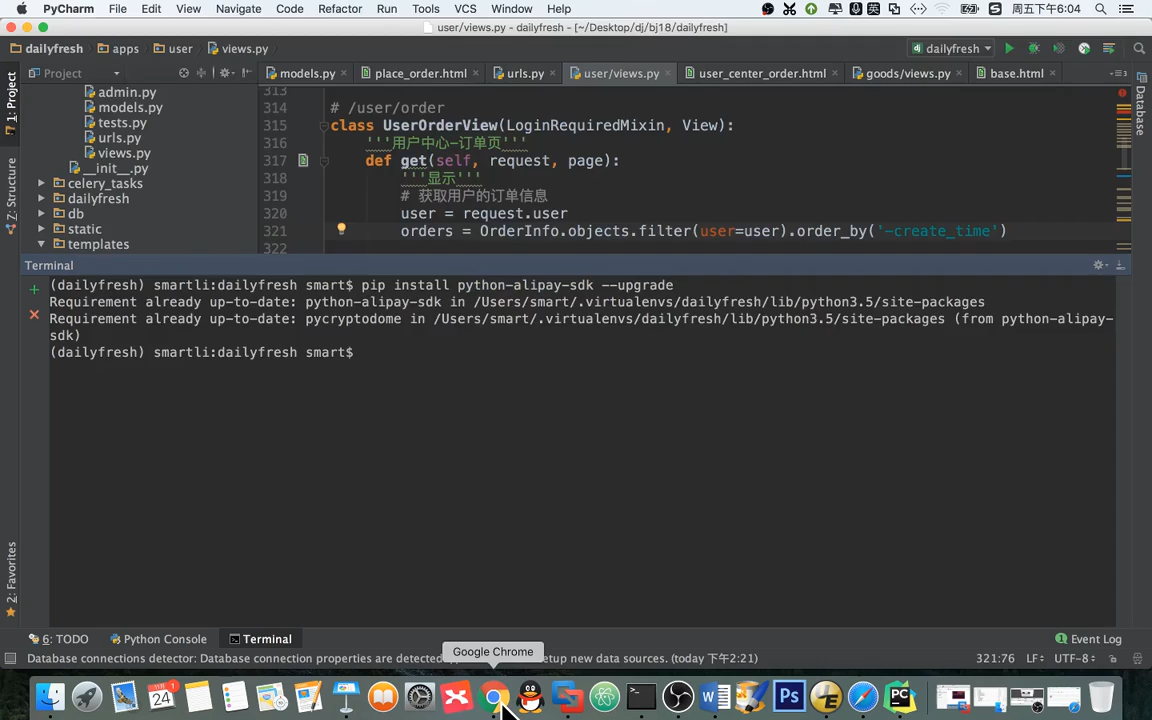 PyCharm File Edit View Navigate Code Refactor Run Tools VCS Window Help 英 周五下午6:04
user/views.py - dailyfresh - [~/Desktop/dj/bj18/dailyfresh]
dailyfresh apps user views.py dailyfresh
Project models.py place_order.html urls.py user/views.py user_center_order.html goods/views.py base.html
1: Project
Z: Structure
2: Favorites
Database
admin.py
models.py
tests.py
urls.py
views.py
__init__.py
celery_tasks
dailyfresh
db
static
templates
313
314 # /user/order
315 class UserOrderView(LoginRequiredMixin, View):
316 '''用户中心-订单页'''
317 def get(self, request, page):
318 '''显示'''
319 # 获取用户的订单信息
320 user = request.user
321 orders = OrderInfo.objects.filter(user=user).order_by('-create_time')
322
Terminal
(dailyfresh) smartli:dailyfresh smart$ pip install python-alipay-sdk --upgrade
Requirement already up-to-date: python-alipay-sdk in /Users/smart/.virtualenvs/dailyfresh/lib/python3.5/site-packages
Requirement already up-to-date: pycryptodome in /Users/smart/.virtualenvs/dailyfresh/lib/python3.5/site-packages (from python-alipay-
sdk)
(dailyfresh) smartli:dailyfresh smart$
6: TODO Python Console Terminal 1 Event Log
Google Chrome
Database connections detector: Database connection properties are detected etup new data sources. (today 下午2:21) 321:76 LF UTF-8
24 Ps PC